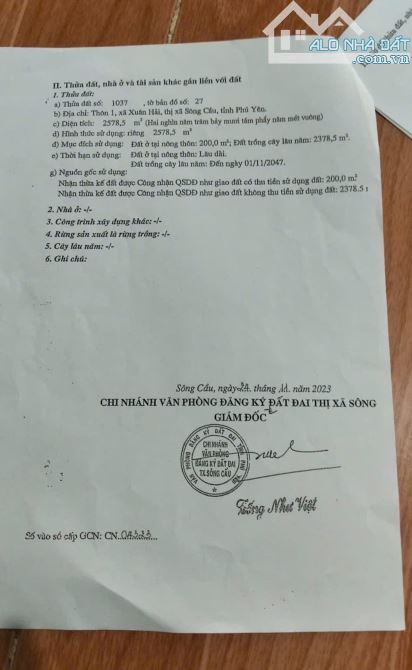 ALO NHÀ ĐẤT
II. Thửa đất, nhà ở và tài sản khác gắn liền với đất
1. Thửa đất:
a) Thửa đất số: 1037 , tờ bản đồ số: 27
b) Địa chỉ: Thôn 1, xã Xuân Hải, thị xã Sông Cầu, tỉnh Phú Yên.
c) Diện tích: 2578,5 m² (Hai nghìn năm trăm bảy mươi tám phẩy năm mét vuông)
d) Hình thức sử dụng: riêng 2578,5 m²
đ) Mục đích sử dụng: Đất ở tại nông thôn: 200,0 m²; Đất trồng cây lâu năm: 2378,5 m².
e) Thời hạn sử dụng: Đất ở tại nông thôn: Lâu dài.
Đất trồng cây lâu năm: Đến ngày 01/11/2047.
g) Nguồn gốc sử dụng:
Nhận thừa kế đất được Công nhận QSDĐ như giao đất có thu tiền sử dụng đất: 200,0 m²
Nhận thừa kế đất được Công nhận QSDĐ như giao đất không thu tiền sử dụng đất: 2378.5
2. Nhà ở: -/-
3. Công trình xây dựng khác: -/-
4. Rừng sản xuất là rừng trồng: -/-
5. Cây lâu năm: -/-
6. Ghi chú:
Sông Cầu, ngày 24 tháng 11 năm 2023
CHI NHÁNH VĂN PHÒNG ĐĂNG KÝ ĐẤT ĐAI THỊ XÃ SÔNG
GIÁM ĐỐC
CHI NHÁNH
VĂN PHÒNG
ĐĂNG KÝ ĐẤT ĐAI
TX.SÔNG CẦU
Tống Như Việt
Số vào sổ cấp GCN: CN